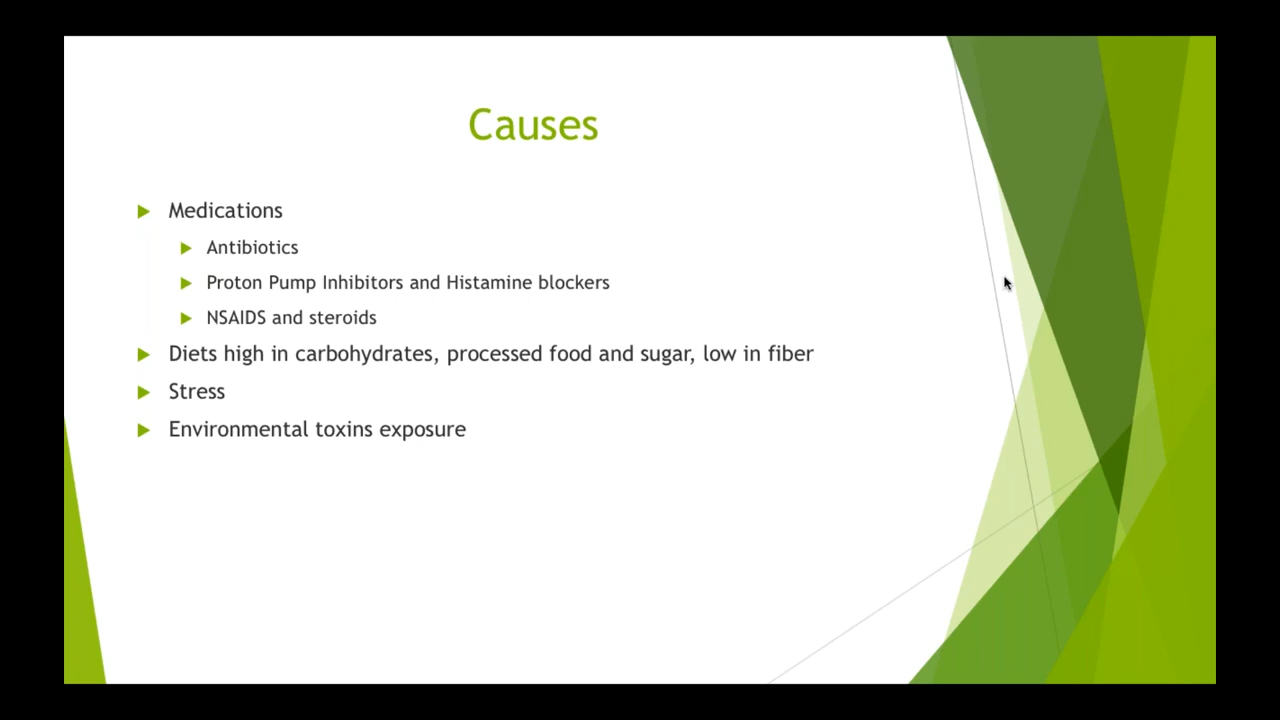 Causes
Medications
Antibiotics
Proton Pump Inhibitors and Histamine blockers
NSAIDS and steroids
Diets high in carbohydrates, processed food and sugar, low in fiber
Stress
Environmental toxins exposure